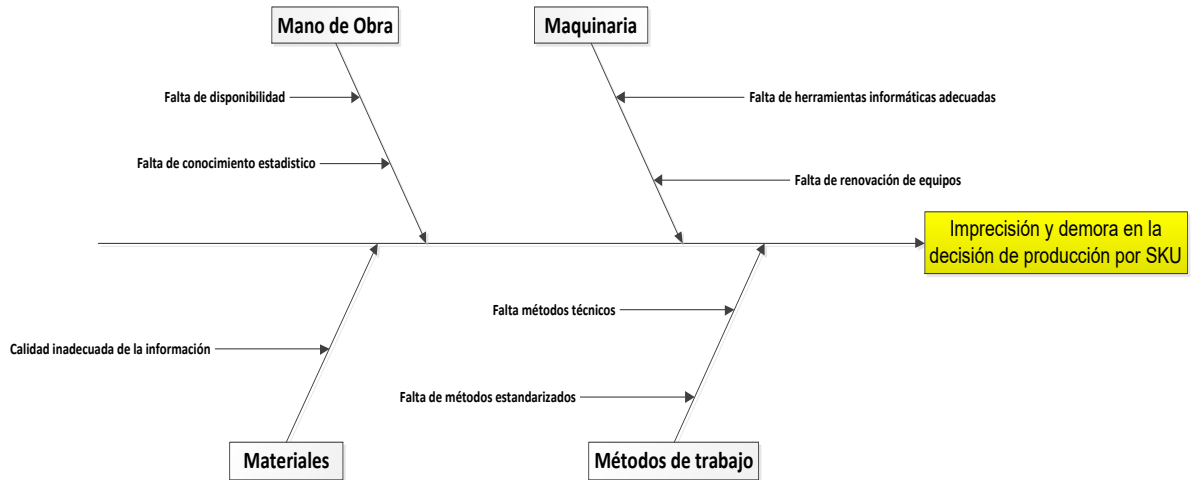 Mano de Obra
Maquinaria
Falta de disponibilidad
Falta de herramientas informáticas adecuadas
Falta de conocimiento estadistico
Falta de renovación de equipos
Imprecisión y demora en la
decisión de producción por SKU
Falta métodos técnicos
Calidad inadecuada de la información
Falta de métodos estandarizados
Materiales
Métodos de trabajo